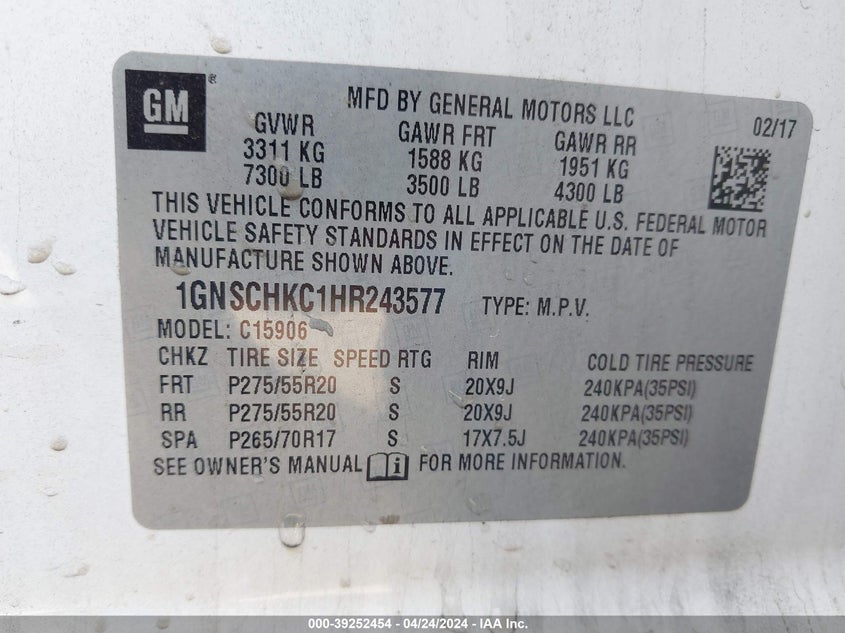 GM ®
MFD BY GENERAL MOTORS LLC
02/17
GVWR GAWR FRT GAWR RR
3311 KG 1588 KG 1951 KG
7300 LB 3500 LB 4300 LB
THIS VEHICLE CONFORMS TO ALL APPLICABLE U.S. FEDERAL MOTOR
VEHICLE SAFETY STANDARDS IN EFFECT ON THE DATE OF
MANUFACTURE SHOWN ABOVE.
1GNSCHKC1HR243577 TYPE: M.P.V.
MODEL: C15906
CHKZ TIRE SIZE SPEED RTG RIM COLD TIRE PRESSURE
FRT P275/55R20 S 20X9J 240KPA(35PSI)
RR P275/55R20 S 20X9J 240KPA(35PSI)
SPA P265/70R17 S 17X7.5J 240KPA(35PSI)
SEE OWNER'S MANUAL i FOR MORE INFORMATION.
000-39252454 / 04/24/2024 - IAA Inc.